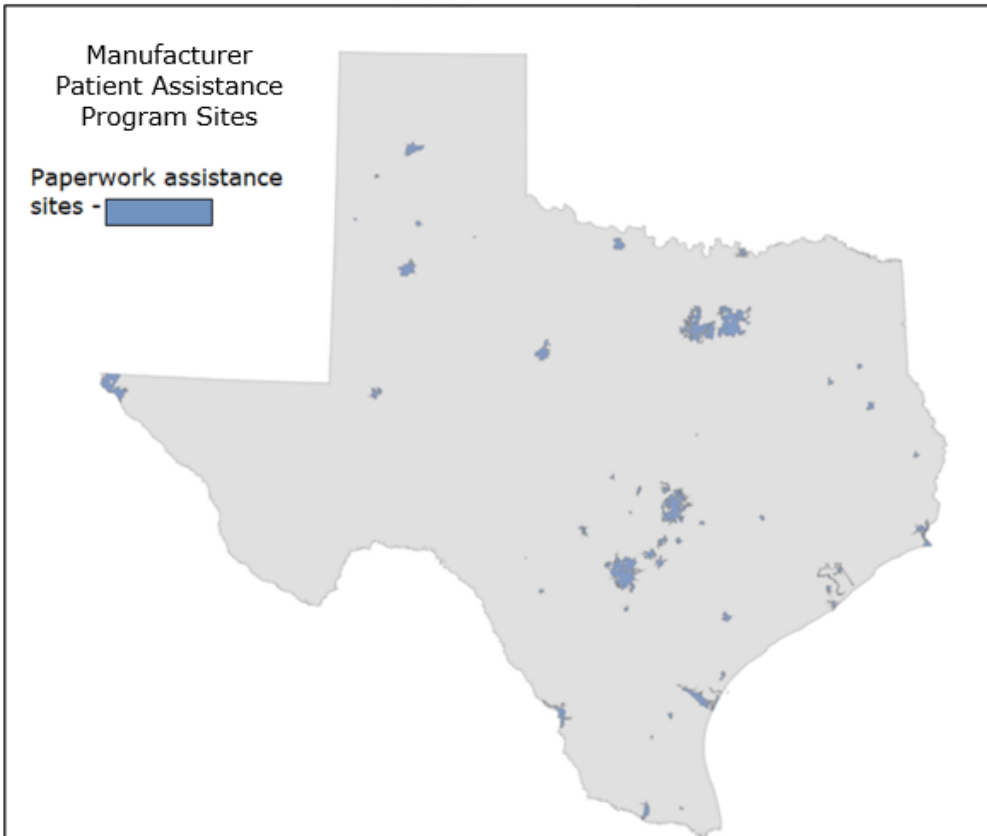 Manufacturer
Patient Assistance
Program Sites
Paperwork assistance
sites -